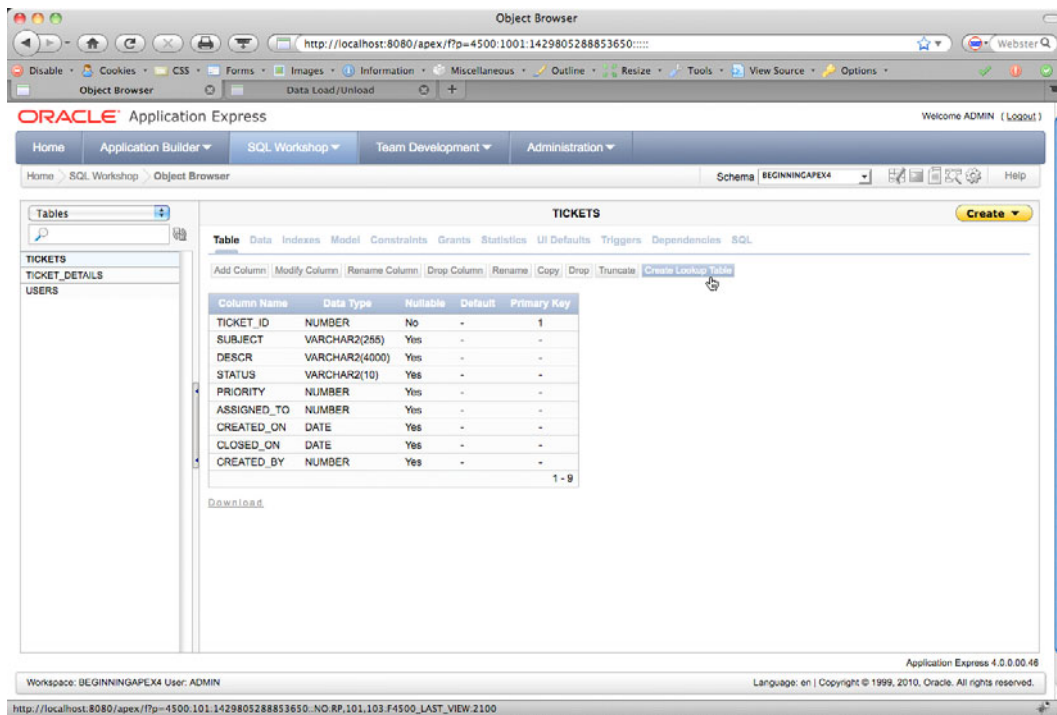 Object Browser
http://localhost:8080/apex/f?p=4500:1001:1429805288853650:::::
Webster
Disable Cookies CSS Forms Images Information Miscellaneous Outline Resize Tools View Source Options
Object Browser Data Load/Unload +
ORACLE Application Express Welcome ADMIN ( Logout )
Home Application Builder SQL Workshop Team Development Administration
Home SQL Workshop Object Browser Schema BEGINNINGAPEX4 Help
Tables TICKETS Create
Table Data Indexes Model Constraints Grants Statistics UI Defaults Triggers Dependencies SQL
TICKETS
TICKET_DETAILS
USERS
Add Column Modify Column Rename Column Drop Column Rename Copy Drop Truncate Create Lookup Table
Column Name Data Type Nullable Default Primary Key
TICKET_ID NUMBER No - 1
SUBJECT VARCHAR2(255) Yes - -
DESCR VARCHAR2(4000) Yes - -
STATUS VARCHAR2(10) Yes - -
PRIORITY NUMBER Yes - -
ASSIGNED_TO NUMBER Yes - -
CREATED_ON DATE Yes - -
CLOSED_ON DATE Yes - -
CREATED_BY NUMBER Yes - -
1 - 9
Download
Application Express 4.0.0.00.46
Workspace: BEGINNINGAPEX4 User: ADMIN Language: en | Copyright © 1999, 2010, Oracle. All rights reserved.
http://localhost:8080/apex/f?p=4500:101:1429805288853650::NO:RP,101,103:F4500_LAST_VIEW:2100